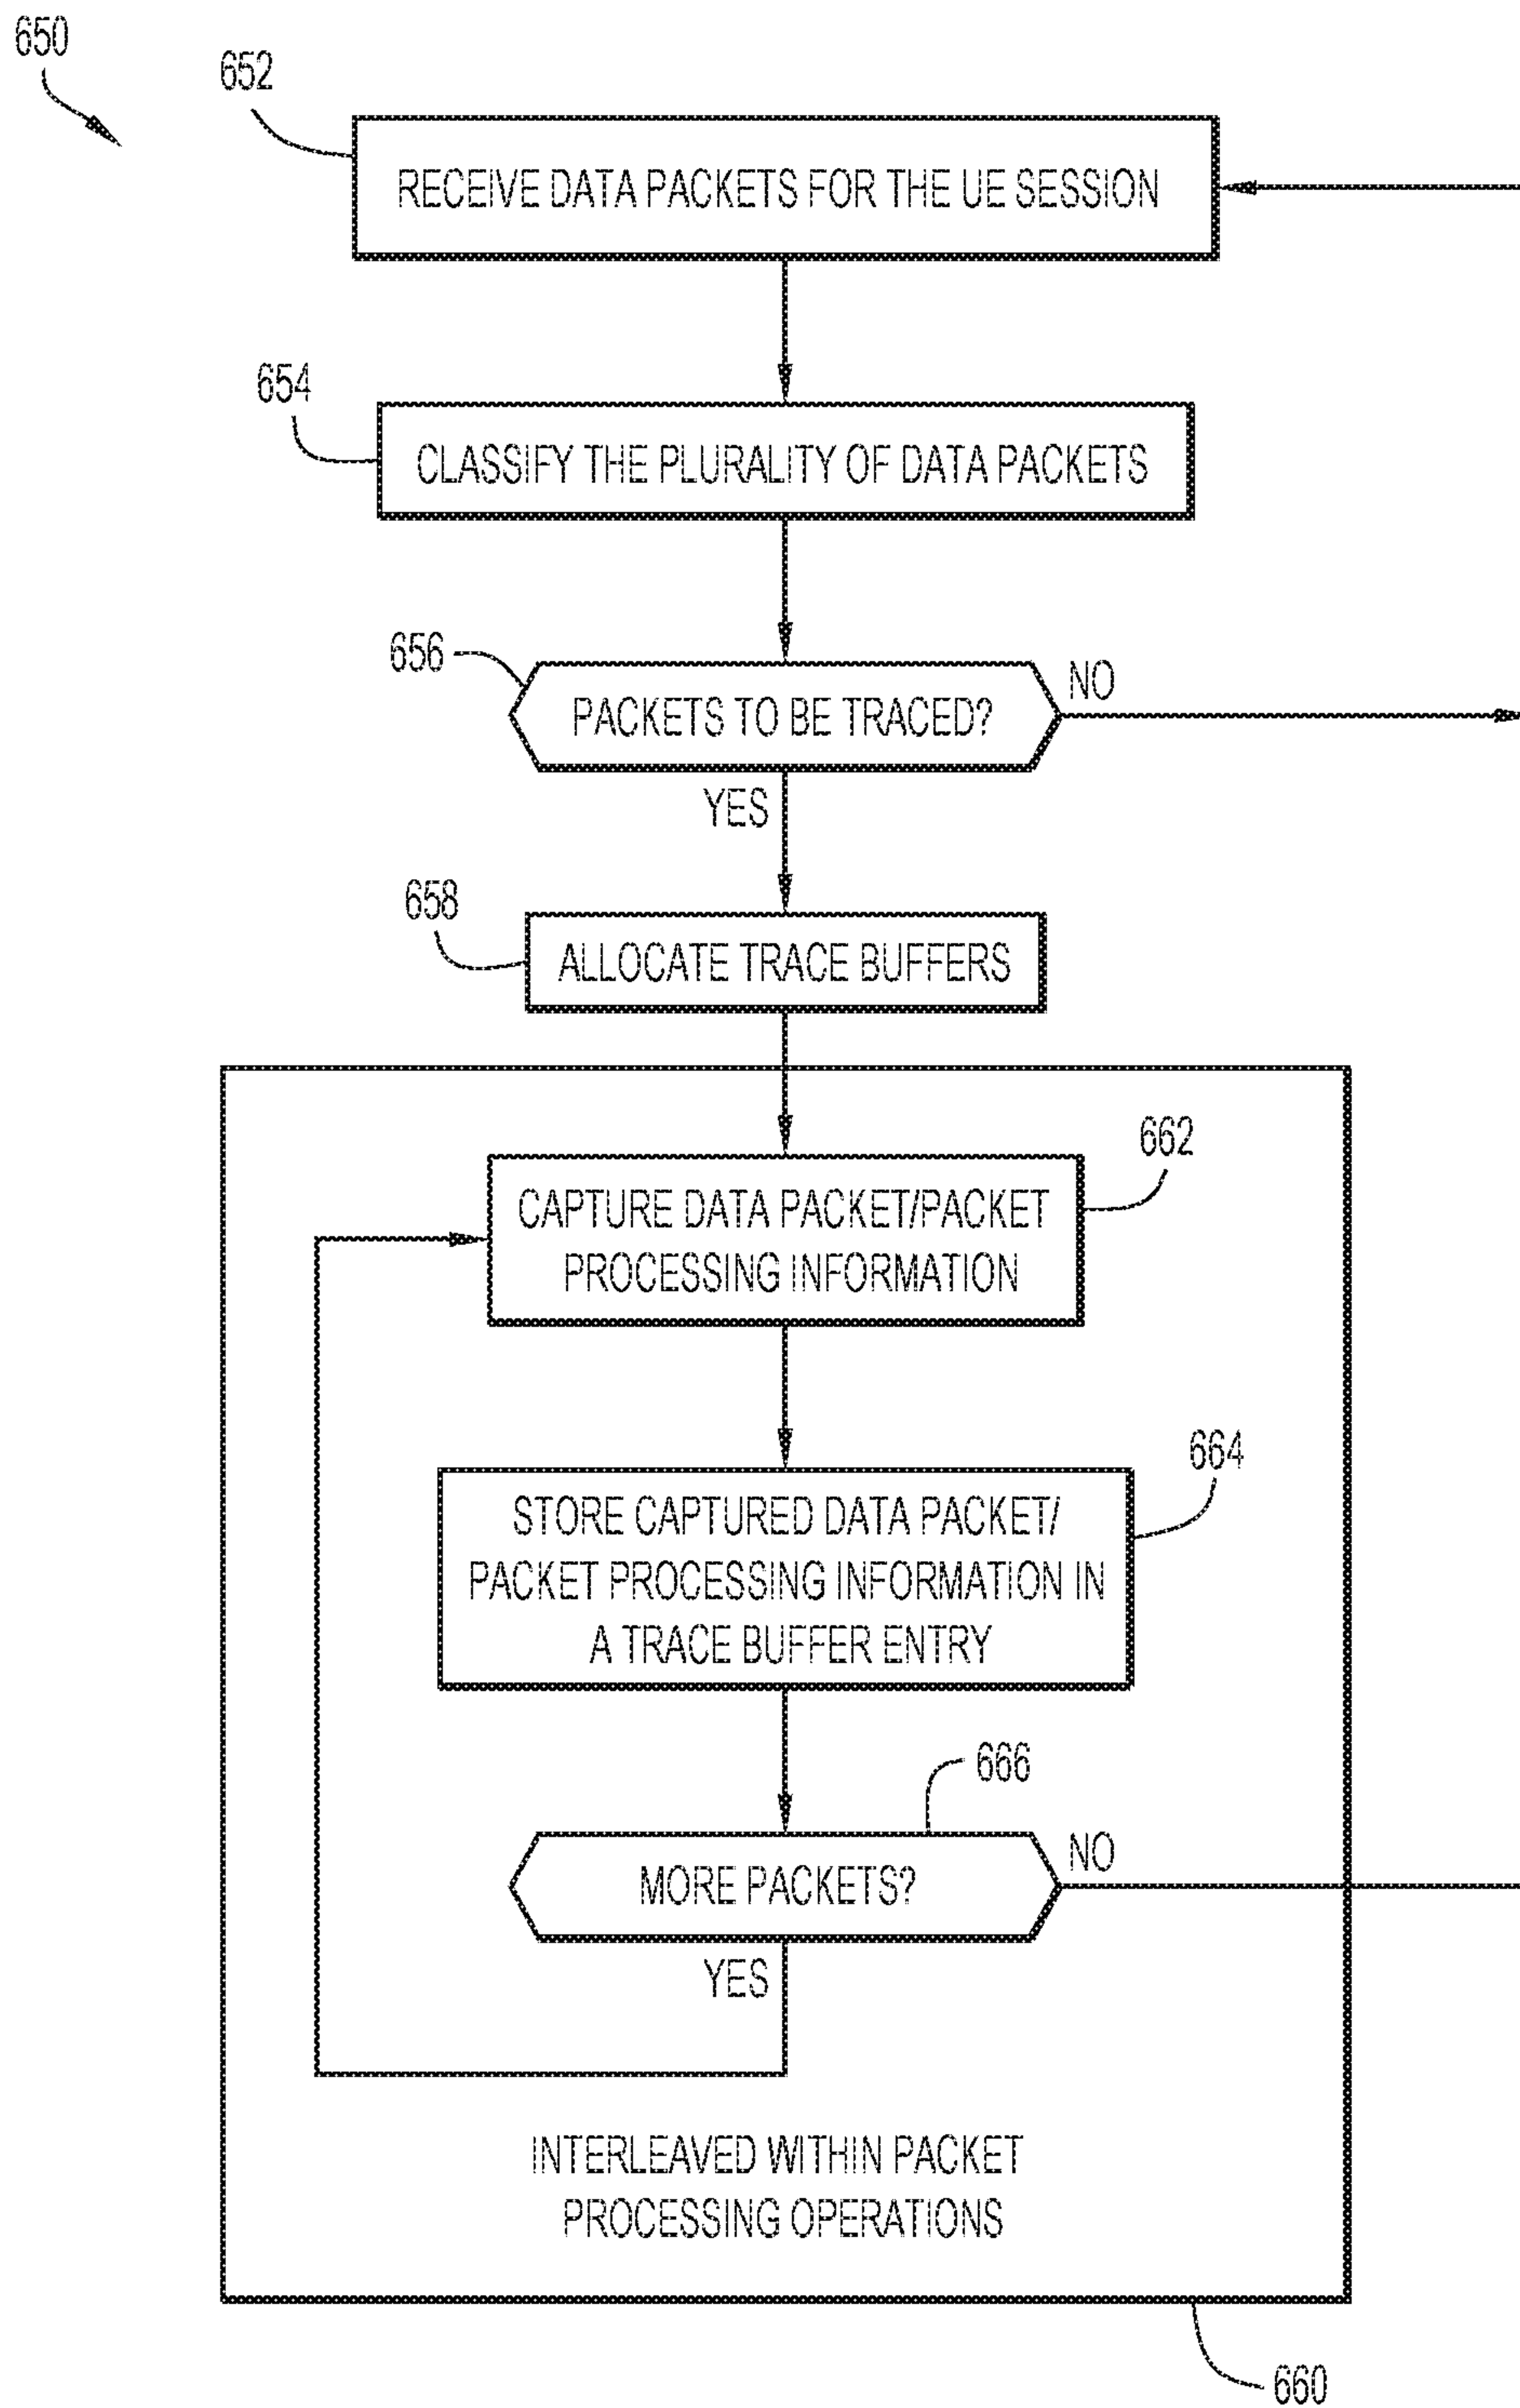 650
652
RECEIVE DATA PACKETS FOR THE UE SESSION
654
CLASSIFY THE PLURALITY OF DATA PACKETS
656
PACKETS TO BE TRACED?
NO
YES
658
ALLOCATE TRACE BUFFERS
662
CAPTURE DATA PACKET/PACKET
PROCESSING INFORMATION
664
STORE CAPTURED DATA PACKET/
PACKET PROCESSING INFORMATION IN
A TRACE BUFFER ENTRY
666
MORE PACKETS?
NO
YES
INTERLEAVED WITHIN PACKET
PROCESSING OPERATIONS
660